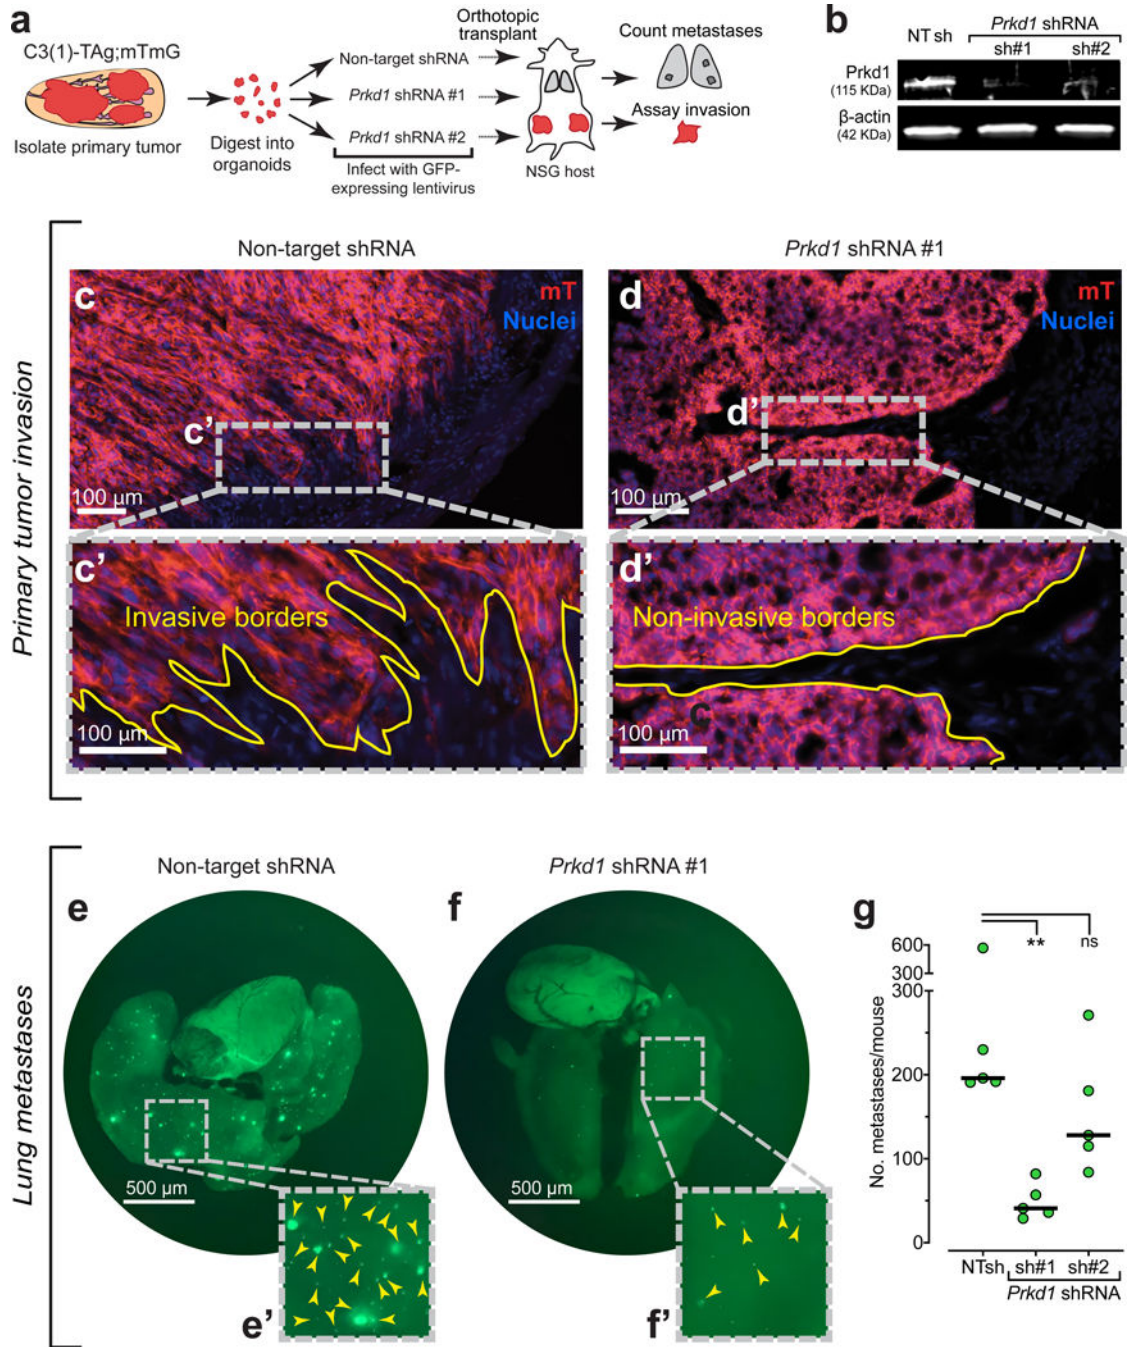 a
C3(1)-TAg;mTmG
Isolate primary tumor
Digest into
organoids
Non-target shRNA
Prkd1 shRNA #1
Prkd1 shRNA #2
Infect with GFP-
expressing lentivirus
Orthotopic
transplant
NSG host
Count metastases
Assay invasion
b
Prkd1 shRNA
NT sh
sh#1
sh#2
Prkd1
(115 KDa)
β-actin
(42 KDa)
Primary tumor invasion
Non-target shRNA
Prkd1 shRNA #1
c
mT
Nuclei
c'
100 µm
d
mT
Nuclei
d'
100 µm
c'
Invasive borders
100 µm
d'
Non-invasive borders
c
100 µm
Lung metastases
Non-target shRNA
Prkd1 shRNA #1
e
500 µm
e'
f
500 µm
f'
g
**
ns
600
300
300
200
100
0
No. metastases/mouse
NTsh
sh#1
sh#2
Prkd1 shRNA